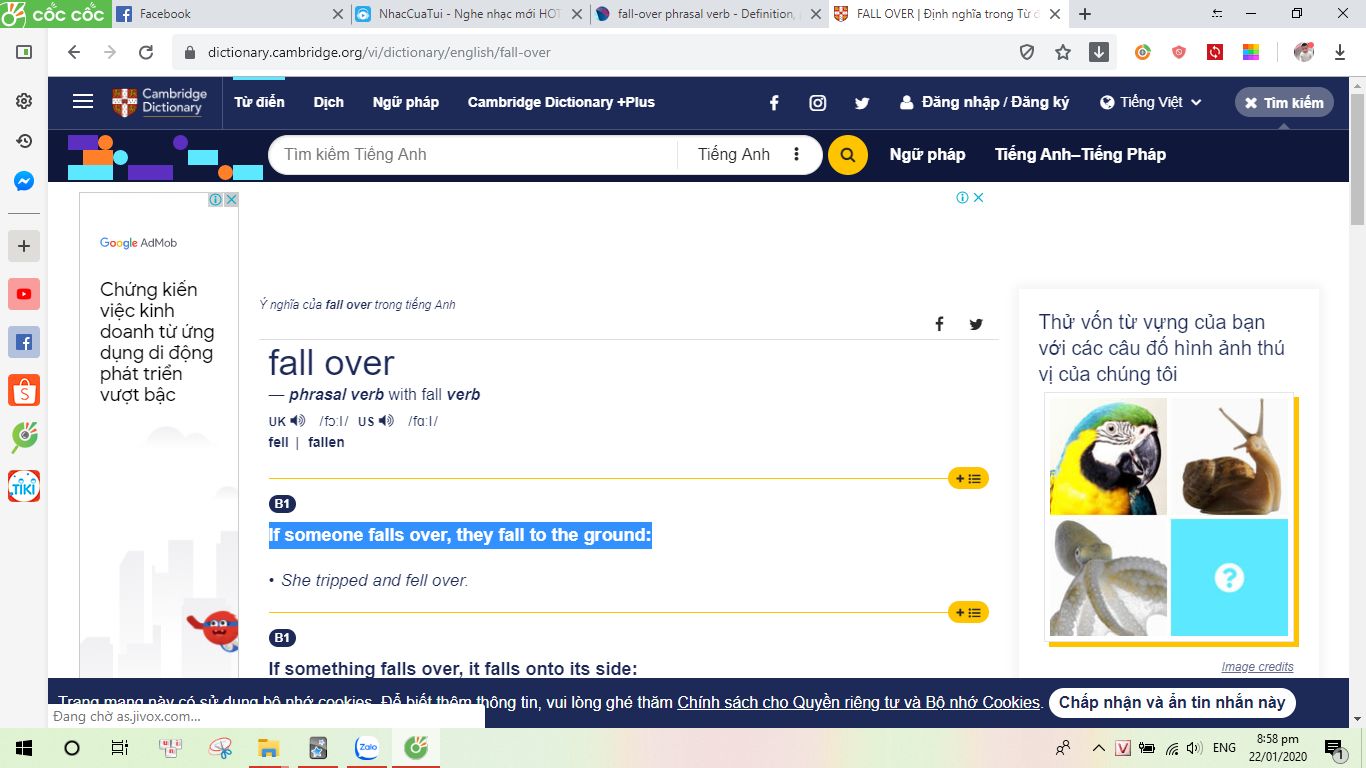 cốc cốc
Facebook
NhacCuaTui - Nghe nhạc mới HOT
fall-over phrasal verb - Definition,
FALL OVER | Định nghĩa trong Từ
dictionary.cambridge.org/vi/dictionary/english/fall-over
Cambridge
Dictionary
Từ điển
Dịch
Ngữ pháp
Cambridge Dictionary +Plus
Đăng nhập / Đăng ký
Tiếng Việt
Tìm kiếm
Tìm kiếm Tiếng Anh
Tiếng Anh
Ngữ pháp
Tiếng Anh–Tiếng Pháp
Google AdMob
Chứng kiến
việc kinh
doanh từ ứng
dụng di động
phát triển
vượt bậc
Ý nghĩa của fall over trong tiếng Anh
fall over
— phrasal verb with fall verb
UK /fɔːl/ US /fɑːl/
fell | fallen
B1
If someone falls over, they fall to the ground:
• She tripped and fell over.
B1
If something falls over, it falls onto its side:
Thử vốn từ vựng của bạn
với các câu đố hình ảnh thú
vị của chúng tôi
?
Image credits
Trang mạng này có sử dụng bộ nhớ cookies. Để biết thêm thông tin, vui lòng ghé thăm Chính sách cho Quyền riêng tư và Bộ nhớ Cookies.
Chấp nhận và ẩn tin nhắn này
Đang chờ as.jivox.com...
TIKI
Zalo
V
ENG
8:58 pm
22/01/2020
1